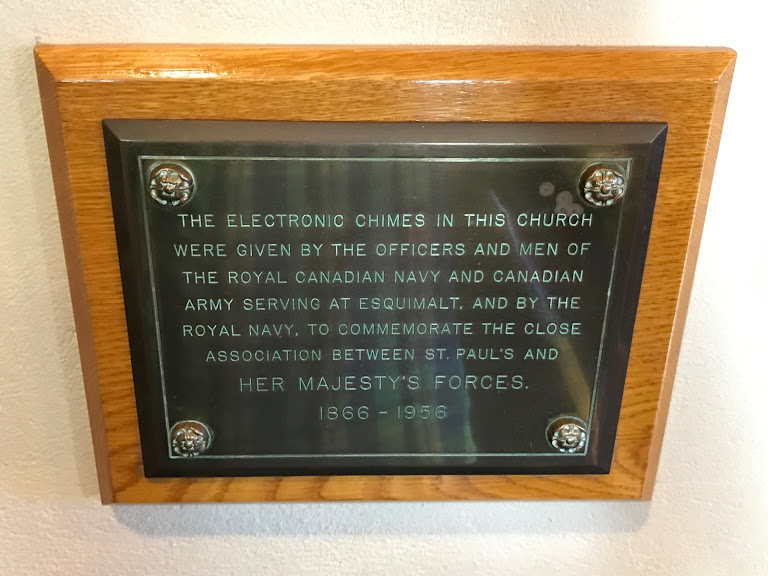 THE ELECTRONIC CHIMES IN THIS CHURCH
WERE GIVEN BY THE OFFICERS AND MEN OF
THE ROYAL CANADIAN NAVY AND CANADIAN
ARMY SERVING AT ESQUIMALT, AND BY THE
ROYAL NAVY, TO COMMEMORATE THE CLOSE
ASSOCIATION BETWEEN ST. PAUL'S AND
HER MAJESTY'S FORCES.
1866 - 1956